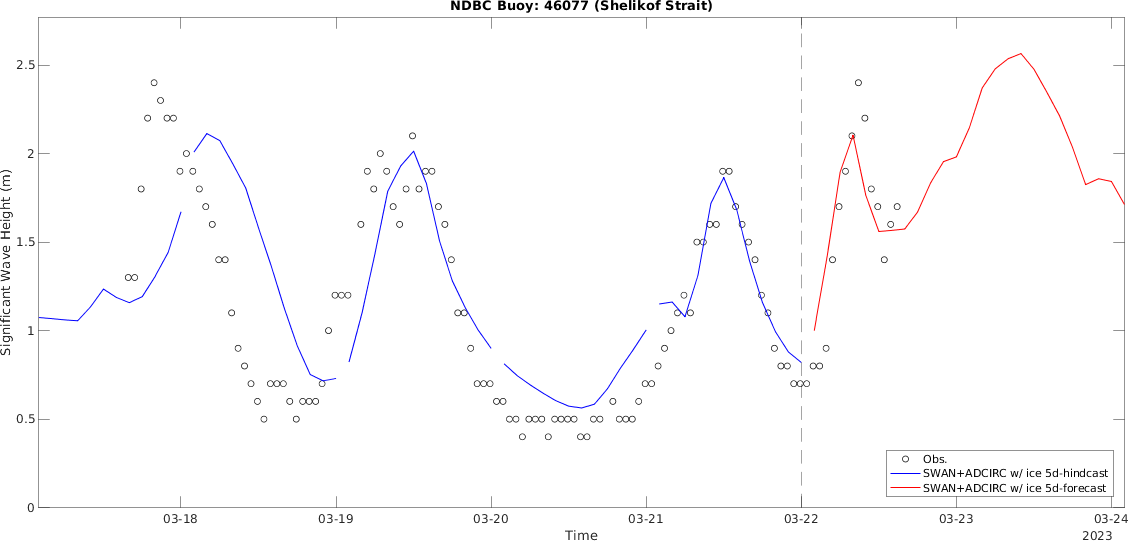 NDBC Buoy: 46077 (Shelikof Strait)
Significant Wave Height (m)
2.5
2
1.5
1
0.5
0
Obs.
SWAN+ADCIRC w/ ice 5d-hindcast
SWAN+ADCIRC w/ ice 5d-forecast
03-18 03-19 03-20 03-21 03-22 03-23 03-24
Time 2023